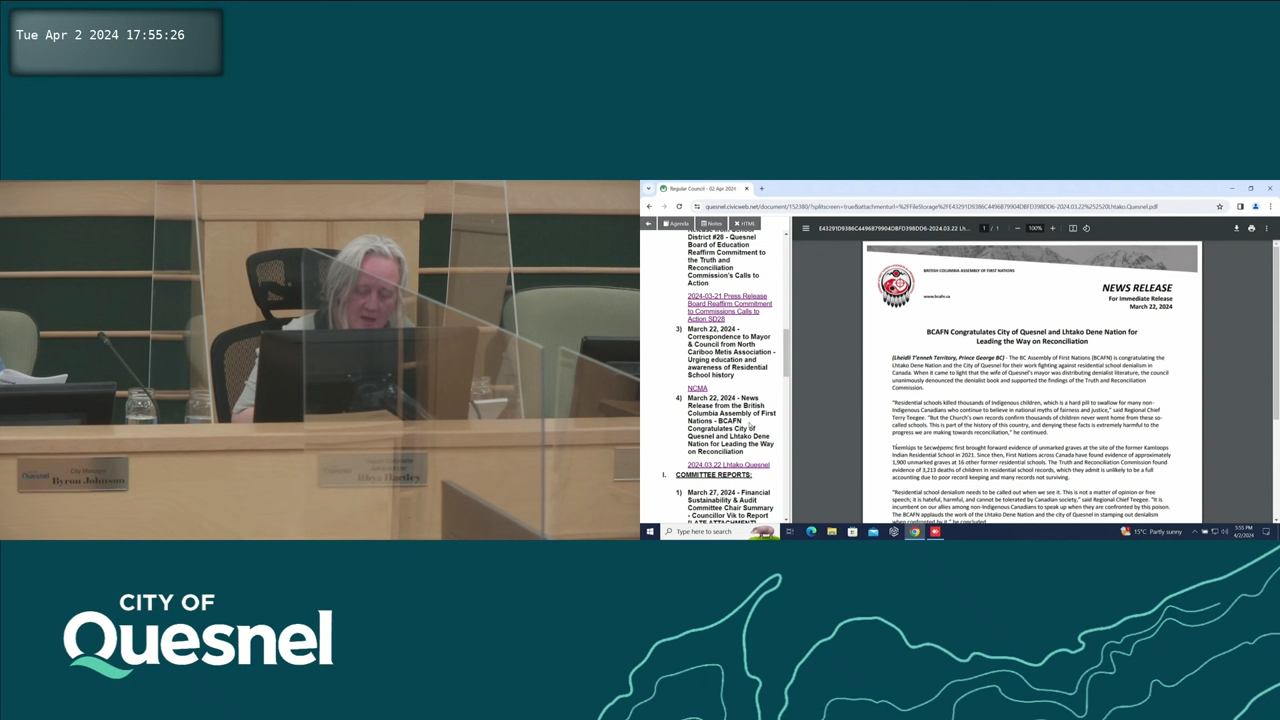 Tue Apr 2 2024 17:55:26
City Manager
Byron Johnson
Hartley
Regular Council - 02 Apr 2024
Agenda
Notes
HTML
Release from School
District #28 - Quesnel
Board of Education
Reaffirm Commitment to
the Truth and
Reconciliation
Commission's Calls to
Action
2024-03-21 Press Release
Board Reaffirm Commitment
to Commissions Calls to
Action SD28
3) March 22, 2024 -
Correspondence to Mayor
& Council from North
Cariboo Metis Association -
Urging education and
awareness of Residential
School history
NCMA
4) March 22, 2024 - News
Release from the British
Columbia Assembly of First
Nations - BCAFN
Congratulates City of
Quesnel and Lhtako Dene
Nation for Leading the Way
on Reconciliation
2024.03.22 Lhtako.Quesnel
I. COMMITTEE REPORTS:
1) March 27, 2024 - Financial
Sustainability & Audit
Committee Chair Summary
- Councillor Vik to Report
(LATE ATTACHMENT)
1 / 1
100%
BRITISH COLUMBIA ASSEMBLY OF FIRST NATIONS
www.bcafn.ca
NEWS RELEASE
For Immediate Release
March 22, 2024
BCAFN Congratulates City of Quesnel and Lhtako Dene Nation for
Leading the Way on Reconciliation
(Lheidli T'enneh Territory, Prince George BC) - The BC Assembly of First Nations (BCAFN) is congratulating the
Lhtako Dene Nation and the City of Quesnel for their work fighting against residential school denialism in
Canada. When it came to light that the wife of Quesnel's mayor was distributing denialist literature, the council
unanimously denounced the denialist book and supported the findings of the Truth and Reconciliation
Commission.
"Residential schools killed thousands of Indigenous children, which is a hard pill to swallow for many non-
Indigenous Canadians who continue to believe in national myths of fairness and justice," said Regional Chief
Terry Teegee. "But the Church's own records confirm thousands of children never went home from these so-
called schools. This is part of the history of this country, and denying these facts is extremely harmful to the
progress we are making towards reconciliation," he continued.
Tkemlúps te Secwépemc first brought forward evidence of unmarked graves at the site of the former Kamloops
Indian Residential School in 2021. Since then, First Nations across Canada have found evidence of approximately
1,900 unmarked graves at 16 other former residential schools. The Truth and Reconciliation Commission found
evidence of 3,213 deaths of children in residential school records, which they admit is unlikely to be a full
accounting due to poor record keeping and many records not surviving.
"Residential school denialism needs to be called out when we see it. This is not a matter of opinion or free
speech; it is hateful, harmful, and cannot be tolerated by Canadian society," said Regional Chief Teegee. "It is
incumbent on our allies among non-Indigenous Canadians to speak up when they are confronted by this poison.
The BCAFN applauds the work of the Lhtako Dene Nation and the city of Quesnel in stamping out denialism
when confronted by it," he concluded.
Type here to search
15°C Partly sunny
5:55 PM
4/2/2024
CITY OF
Quesnel